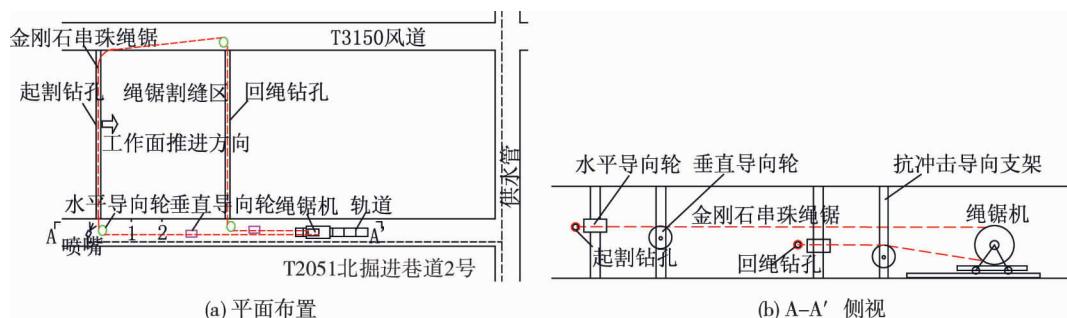 T3150风道
金刚石串珠绳锯
起割钻孔
绳锯割缝区
回绳钻孔
工作面推进方向
供水管
水平导向轮
垂直导向轮
绳锯机
轨道
A
喷嘴
1
2
A'
T2051北掘进巷道2号
(a) 平面布置
水平导向轮
垂直导向轮
抗冲击导向支架
金刚石串珠绳锯
绳锯机
起割钻孔
回绳钻孔
(b) A-A′ 侧视